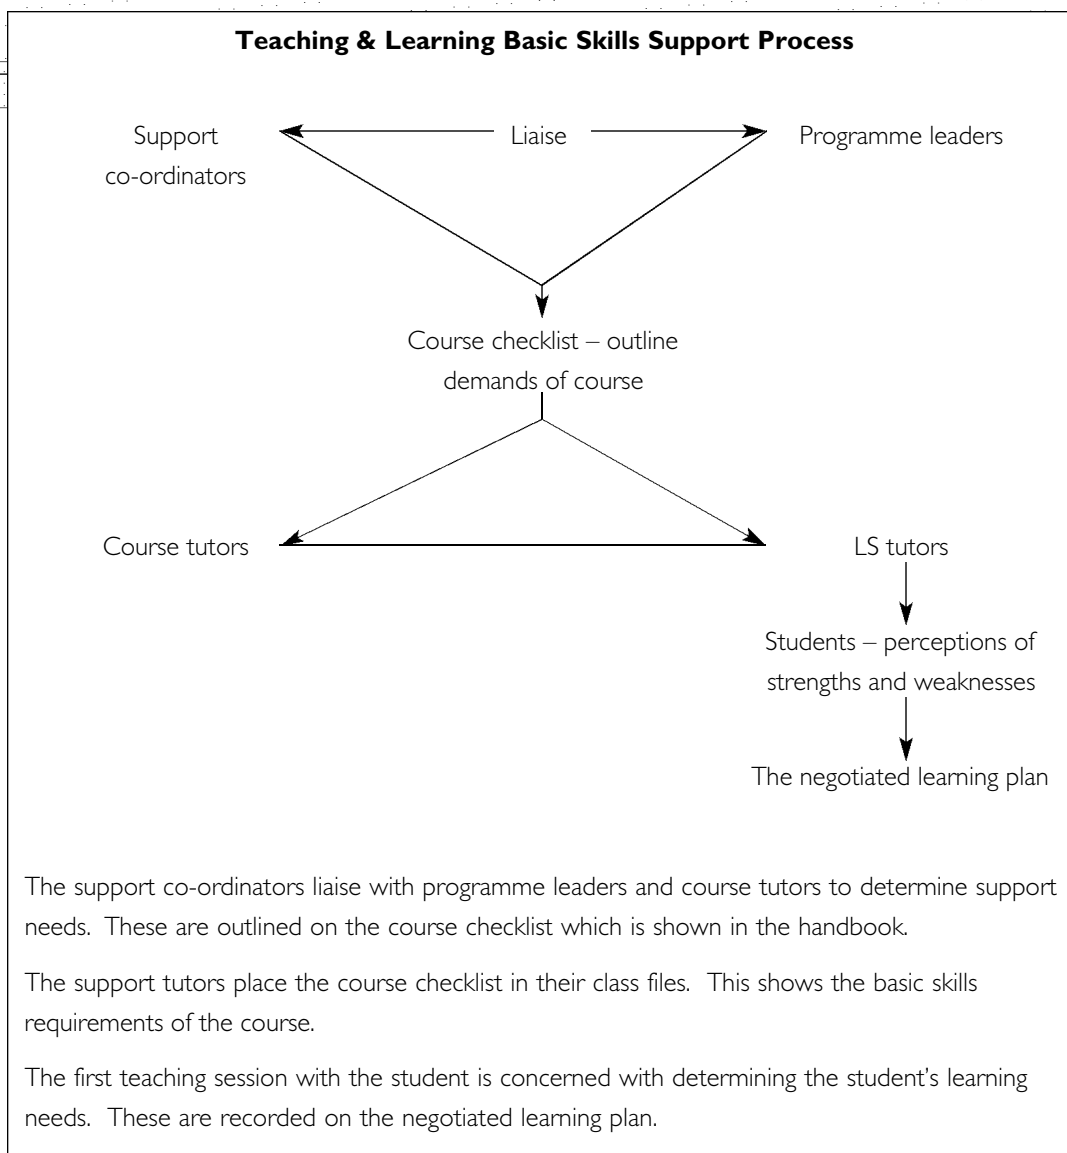 Teaching & Learning Basic Skills Support Process
Support Liaise Programme leaders
co-ordinators
Course checklist – outline
demands of course
Course tutors LS tutors
Students – perceptions of
strengths and weaknesses
The negotiated learning plan
The support co-ordinators liaise with programme leaders and course tutors to determine support
needs. These are outlined on the course checklist which is shown in the handbook.
The support tutors place the course checklist in their class files. This shows the basic skills
requirements of the course.
The first teaching session with the student is concerned with determining the student’s learning
needs. These are recorded on the negotiated learning plan.